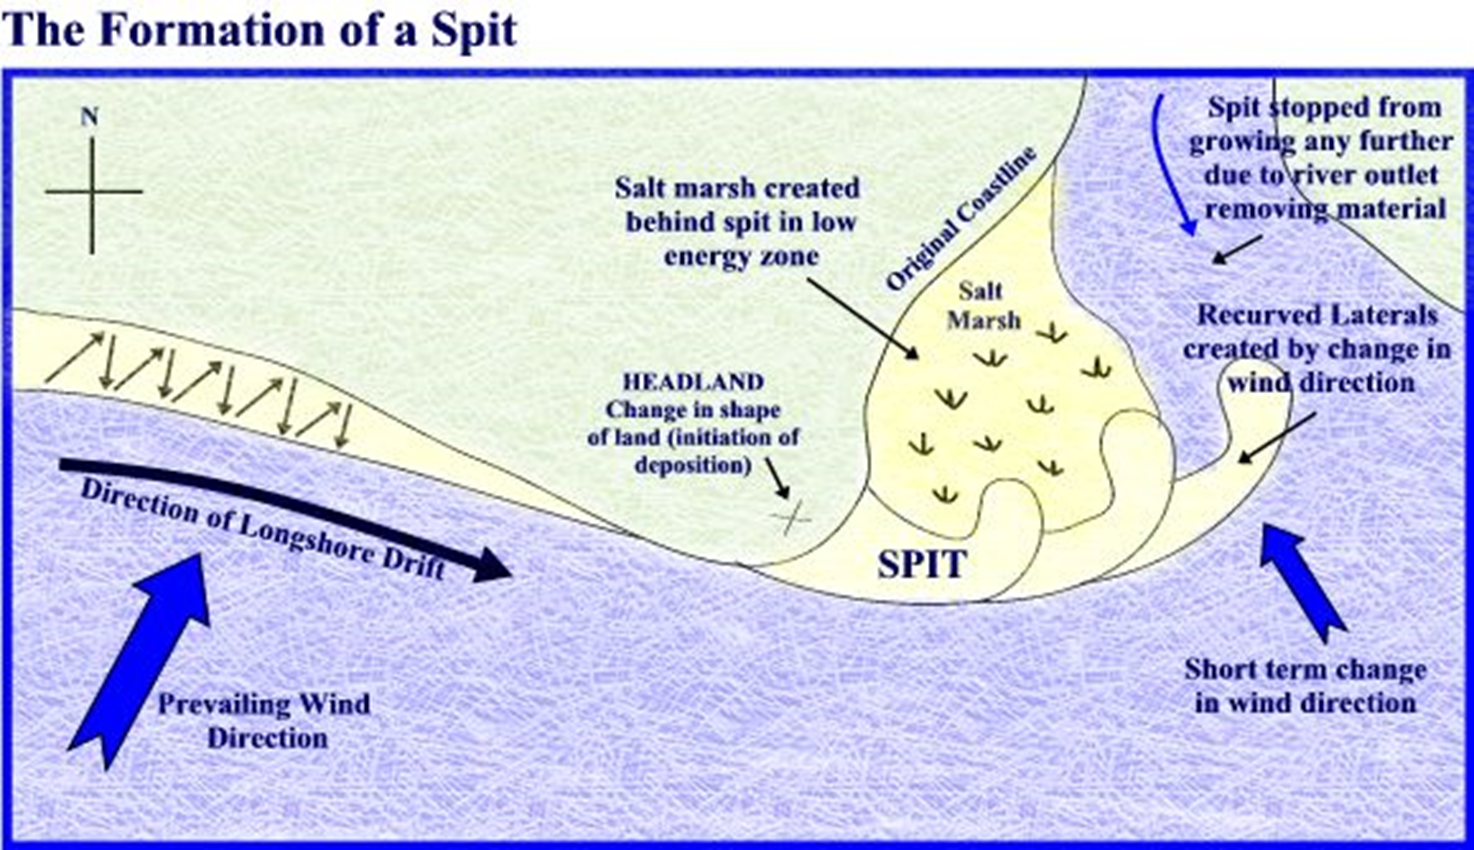 The Formation of a Spit
N
Spit stopped from
growing any further
due to river outlet
removing material
Salt marsh created
behind spit in low
energy zone
Original Coastline
Salt
Marsh
Recurved Laterals
created by change in
wind direction
HEADLAND
Change in shape
of land (initiation of
deposition)
Direction of Longshore Drift
SPIT
Prevailing Wind
Direction
Short term change
in wind direction